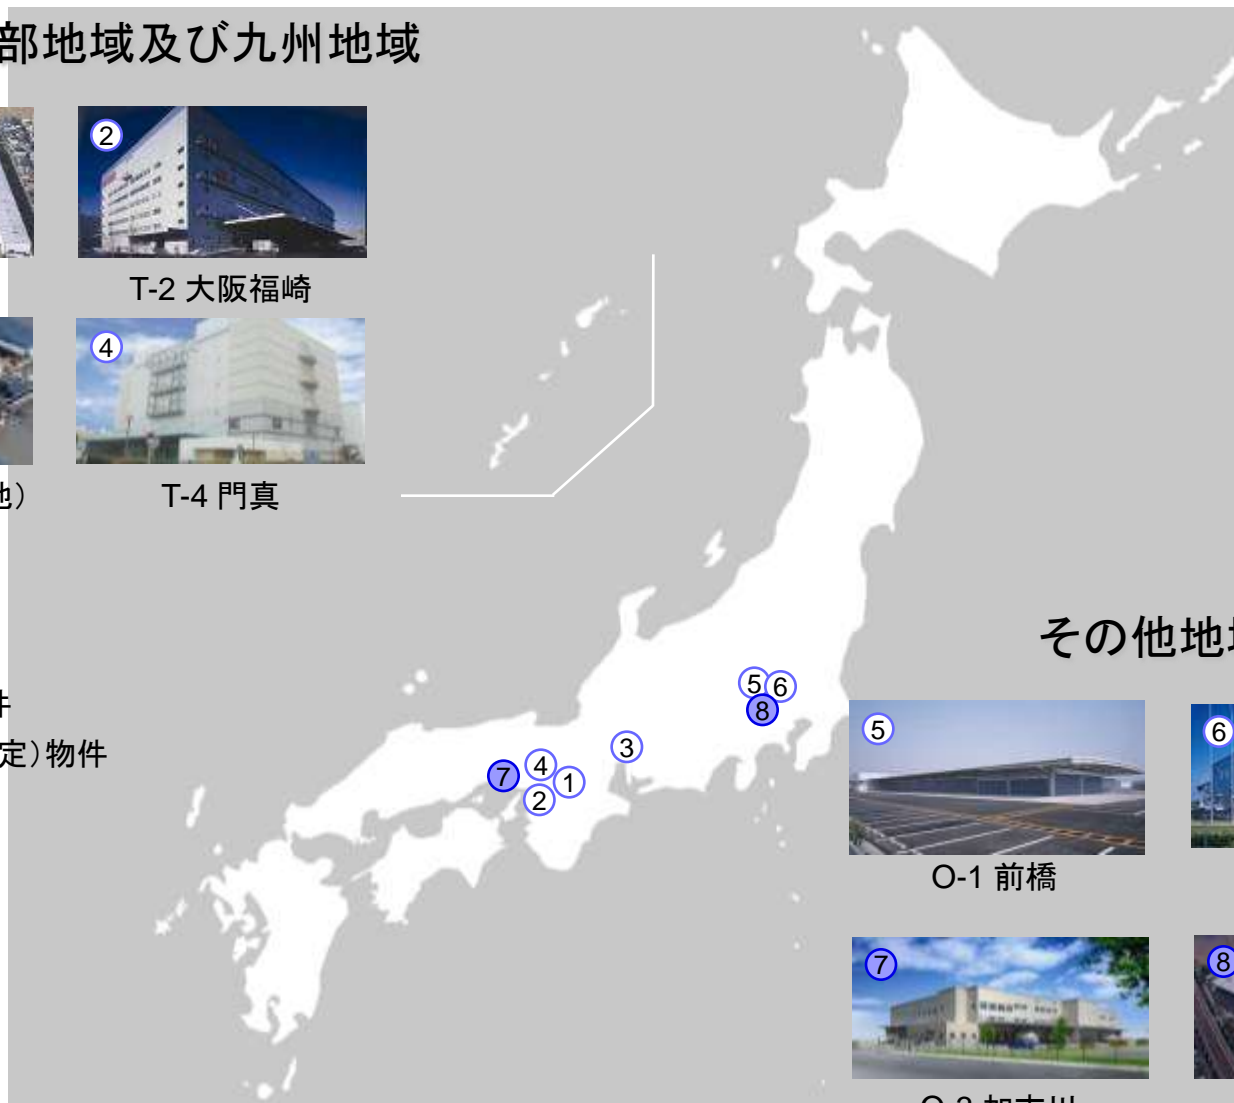 部地域及び九州地域
②
T-2 大阪福崎
④
地）
T-4 門真
件
定）物件
その他地
⑤
⑥
⑧
③
④
⑦
①
②
⑤
⑥
O-1 前橋
⑦
⑧